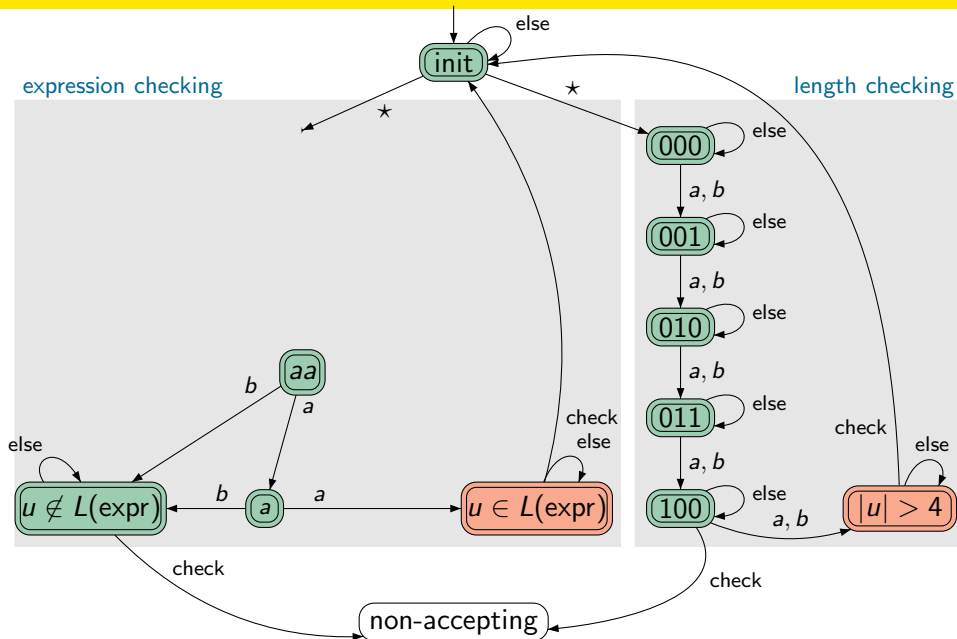 else
init
expression checking
length checking
⋆
⋆
000
else
a, b
001
else
a, b
010
else
a, b
aa
b
a
011
else
a, b
check
else
check
else
else
u ∉ L(expr)
b
a
a
u ∈ L(expr)
100
else
a, b
|u| > 4
check
check
non-accepting